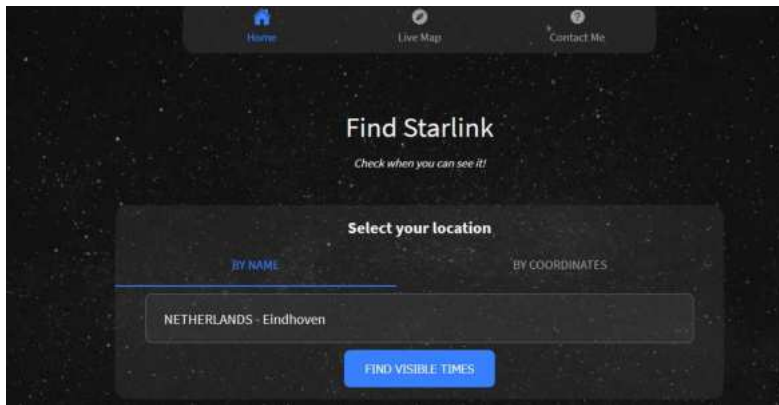 Home Live Map Contact Me
Find Starlink
Check when you can see it!
Select your location
BY NAME BY COORDINATES
NETHERLANDS - Eindhoven
FIND VISIBLE TIMES